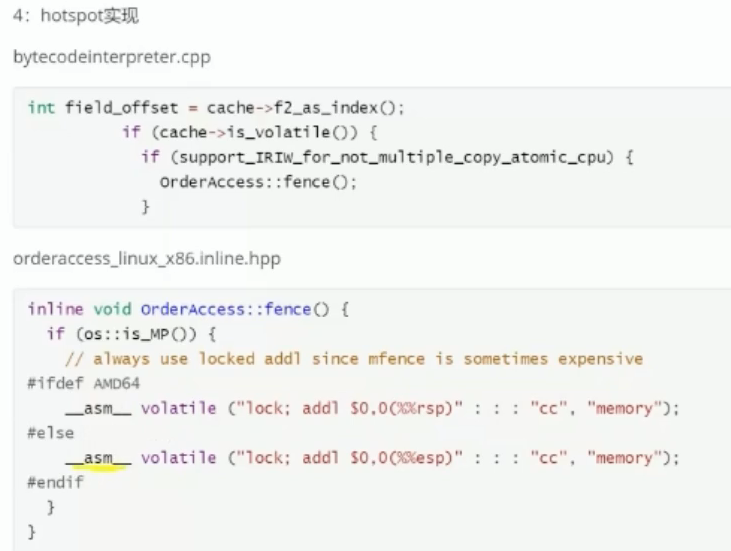 4：hotspot实现
bytecodeinterpreter.cpp
int field_offset = cache->f2_as_index();
if (cache->is_volatile()) {
if (support_IRIW_for_not_multiple_copy_atomic_cpu) {
OrderAccess::fence();
}
orderaccess_linux_x86.inline.hpp
inline void OrderAccess::fence() {
if (os::is_MP()) {
// always use locked addl since mfence is sometimes expensive
#ifdef AMD64
__asm__ volatile ("lock; addl $0,0(%%rsp)" : : : "cc", "memory");
#else
__asm__ volatile ("lock; addl $0,0(%%esp)" : : : "cc", "memory");
#endif
}
}